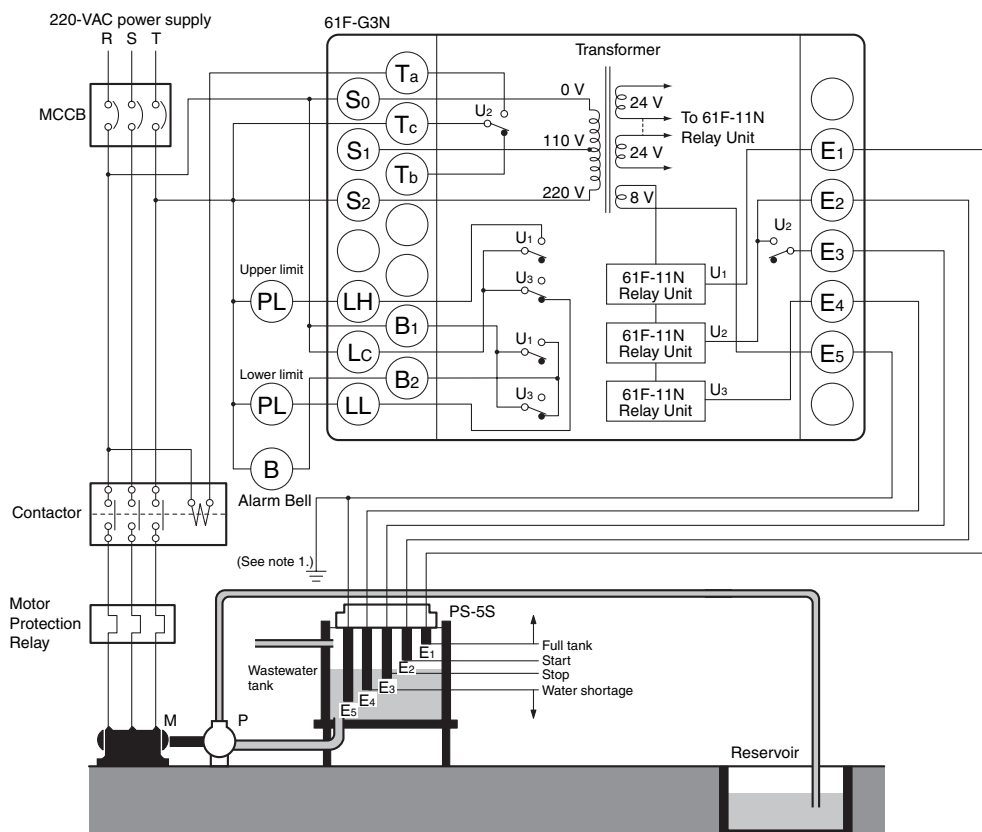 220-VAC power supply
R S T
MCCB
61F-G3N
Ta
S0
Tc
S1
Tb
S2
U2
Transformer
0 V
110 V
220 V
24 V
24 V
8 V
To 61F-11N
Relay Unit
E1
E2
U2
E3
E4
E5
Upper limit
PL
LH
B1
LC
B2
Lower limit
PL
LL
B
Alarm Bell
U1
U3
U1
U3
61F-11N
Relay Unit
U1
61F-11N
Relay Unit
U2
61F-11N
Relay Unit
U3
Contactor
(See note 1.)
Motor
Protection
Relay
PS-5S
Wastewater
tank
E1
E2
E3
E4
E5
Full tank
Start
Stop
Water shortage
M
P
Reservoir